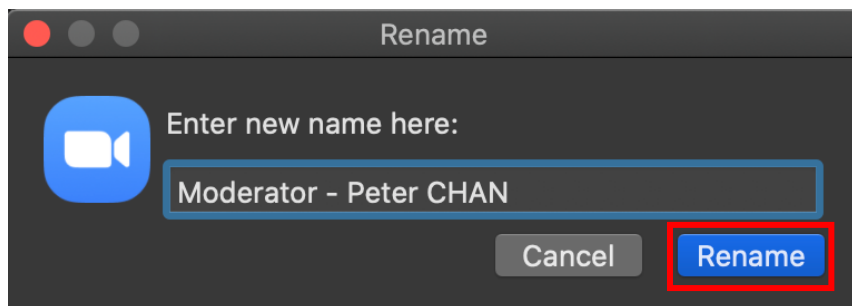 Rename
Enter new name here:
Moderator - Peter CHAN
Cancel Rename